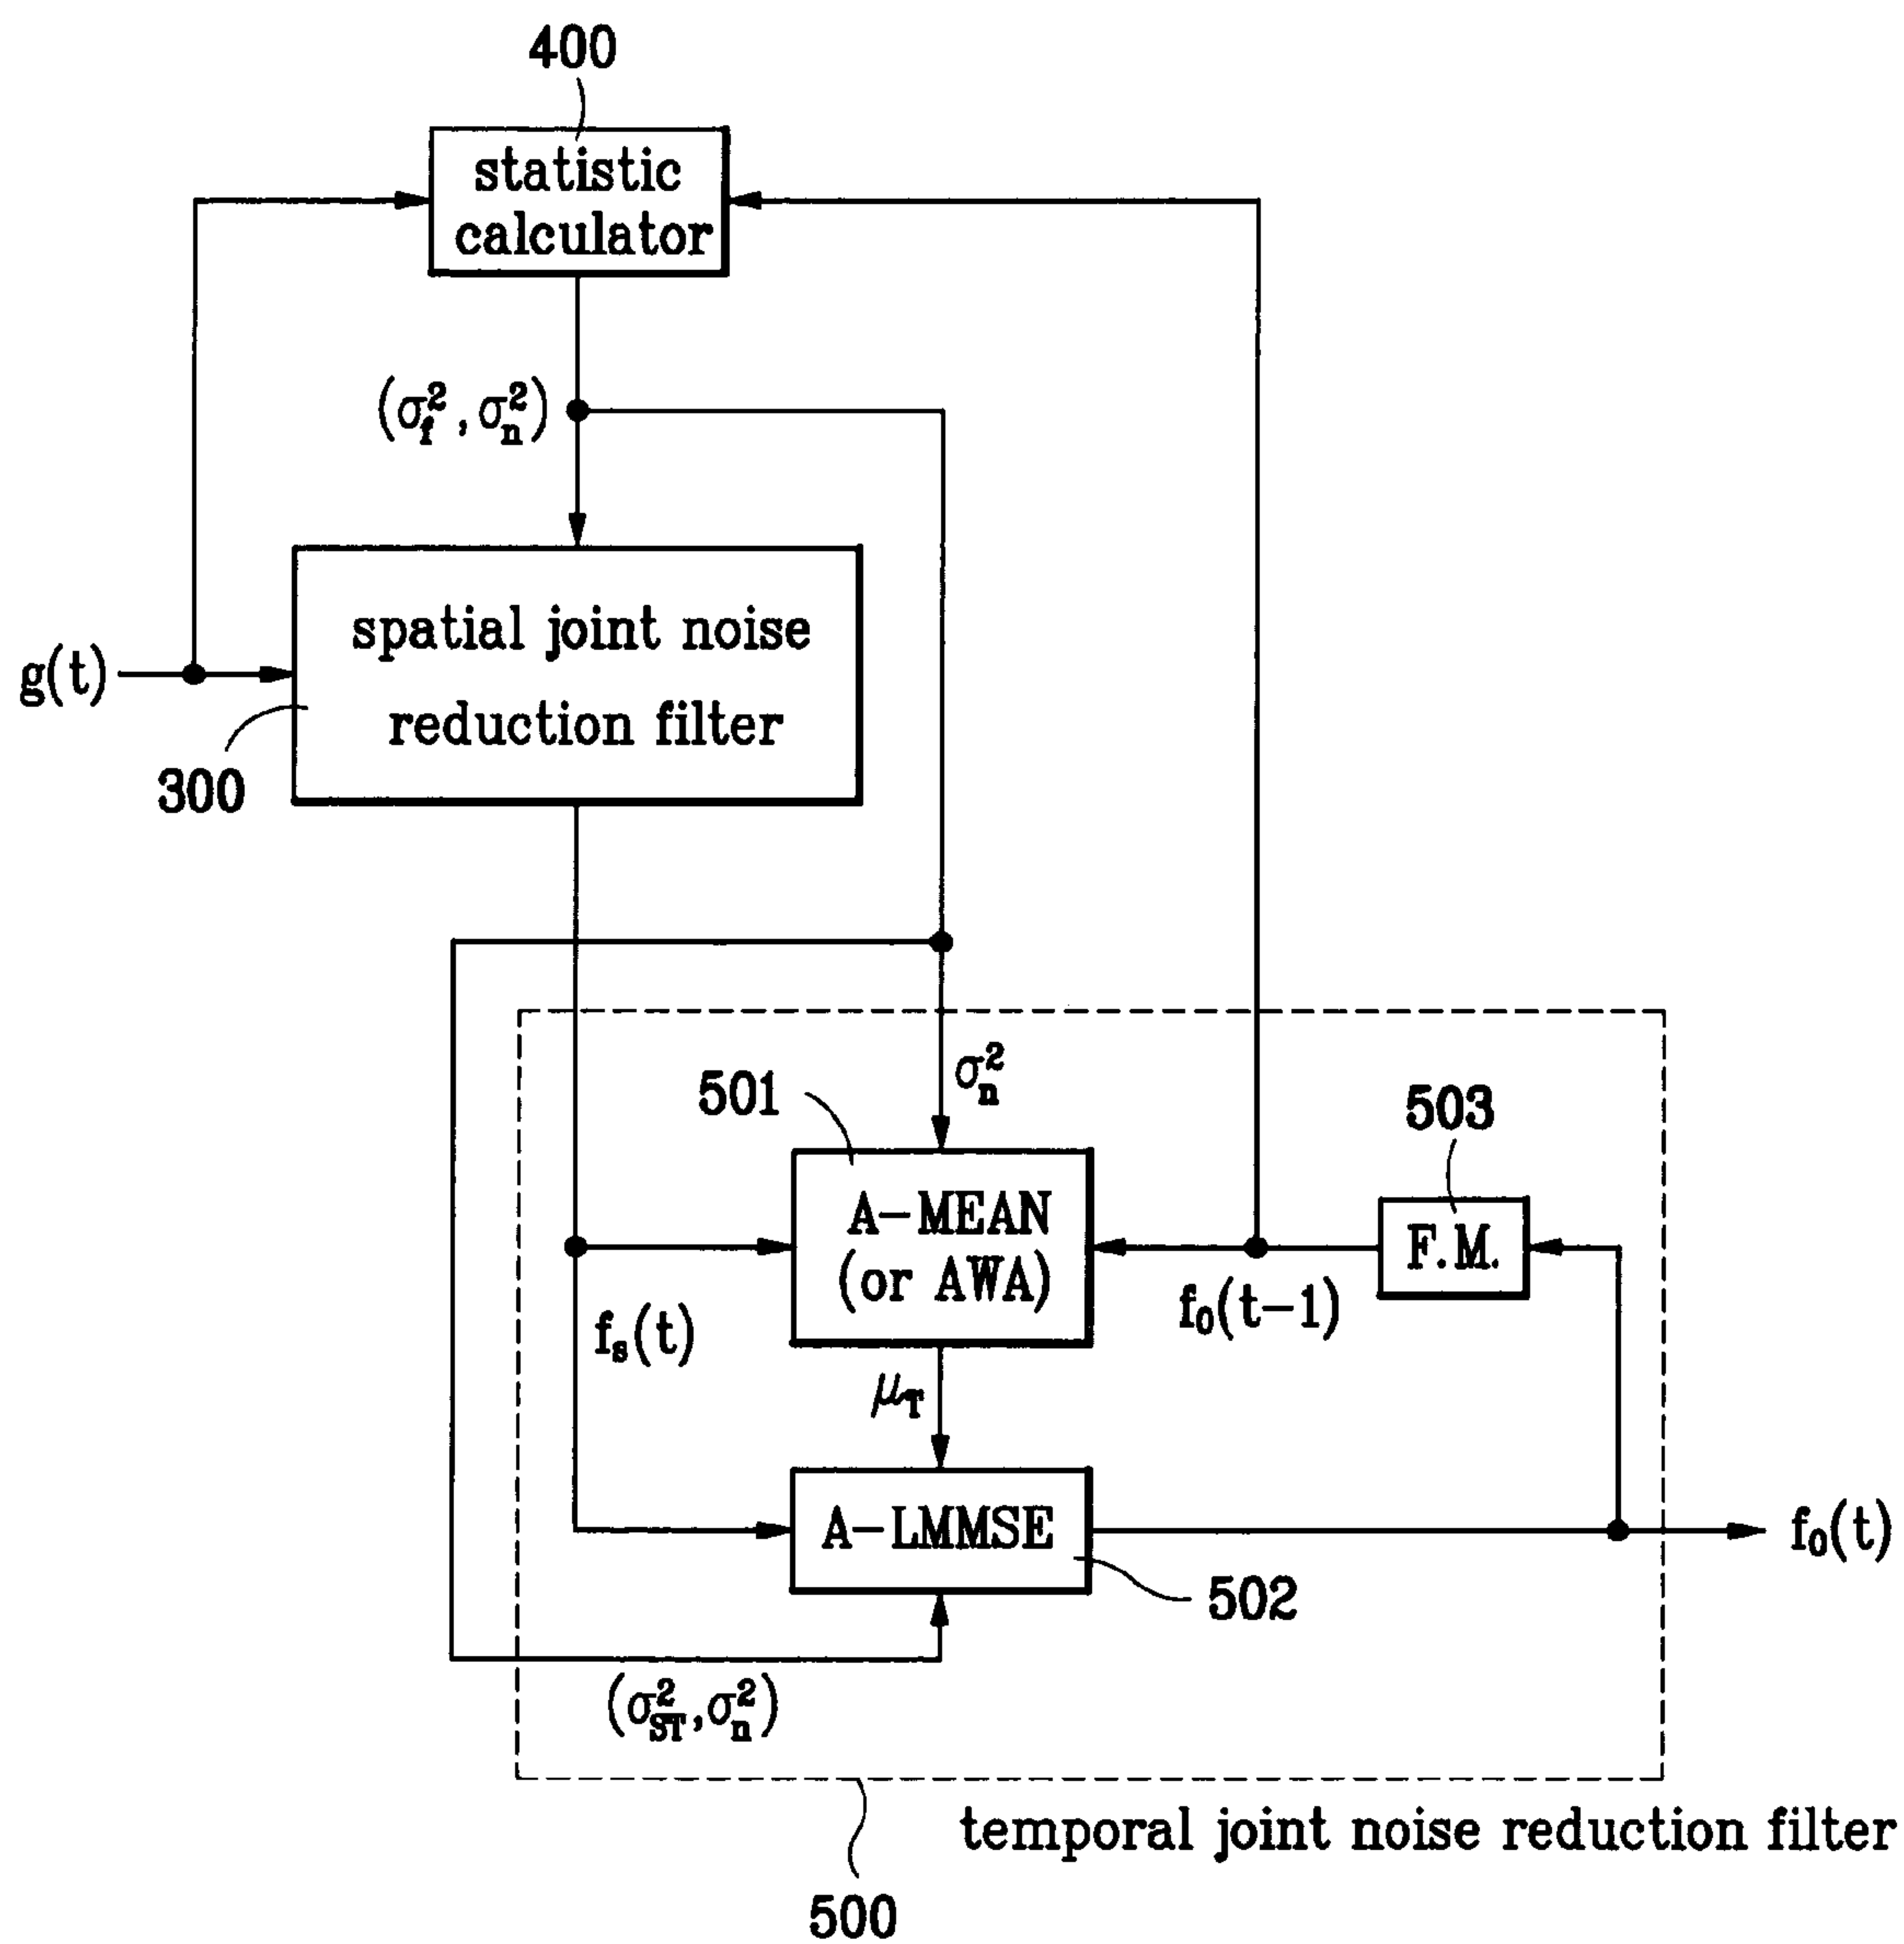 400
statistic
calculator
(σ_f^2, σ_n^2)
spatial joint noise
reduction filter
g(t)
300
σ_n^2
501
503
A-MEAN
(or AWA)
F.M.
f_s(t)
f_0(t-1)
μ_T
A-LMMSE
f_0(t)
502
(σ_ST^2, σ_n^2)
temporal joint noise reduction filter
500